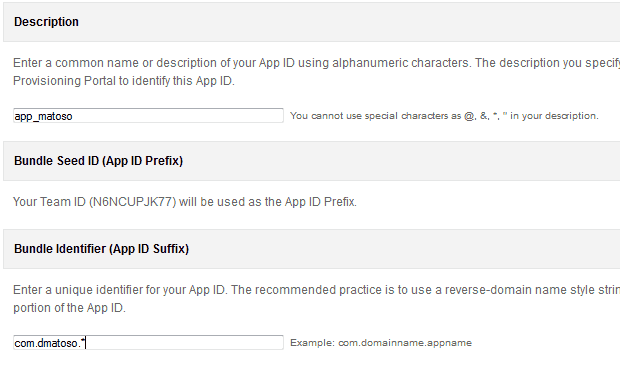 Description
Enter a common name or description of your App ID using alphanumeric characters. The description you specify
Provisioning Portal to identify this App ID.
app_matoso You cannot use special characters as @, &, *, " in your description.
Bundle Seed ID (App ID Prefix)
Your Team ID (N6NCUPJK77) will be used as the App ID Prefix.
Bundle Identifier (App ID Suffix)
Enter a unique identifier for your App ID. The recommended practice is to use a reverse-domain name style strin
portion of the App ID.
com.dmatoso.* Example: com.domainname.appname